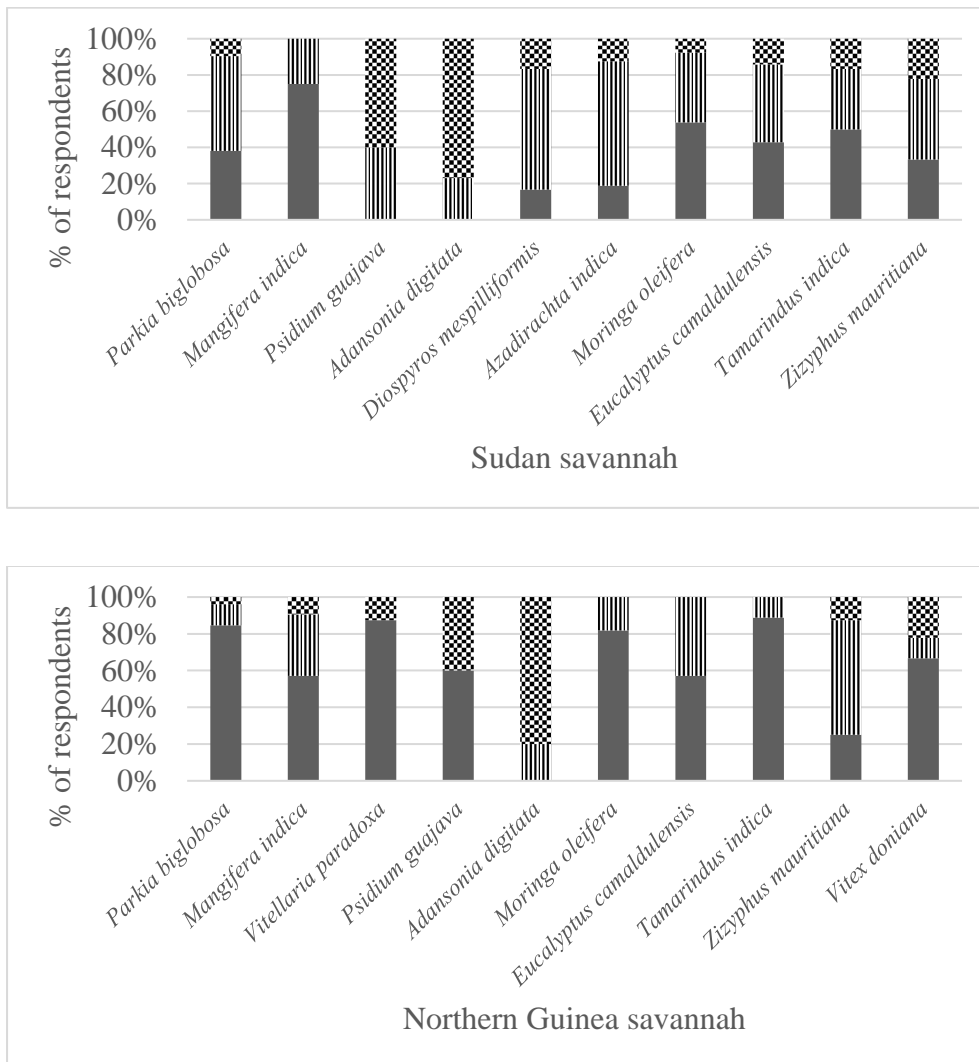 100%
80%
60%
40%
20%
0%
% of respondents
Parkia biglobosa
Mangifera indica
Psidium guajava
Adansonia digitata
Diospyros mespilliformis
Azadirachta indica
Moringa oleifera
Eucalyptus camaldulensis
Tamarindus indica
Zizyphus mauritiana
Sudan savannah
100%
80%
60%
40%
20%
0%
% of respondents
Parkia biglobosa
Mangifera indica
Vitellaria paradoxa
Psidium guajava
Adansonia digitata
Moringa oleifera
Eucalyptus camaldulensis
Tamarindus indica
Zizyphus mauritiana
Vitex doniana
Northern Guinea savannah